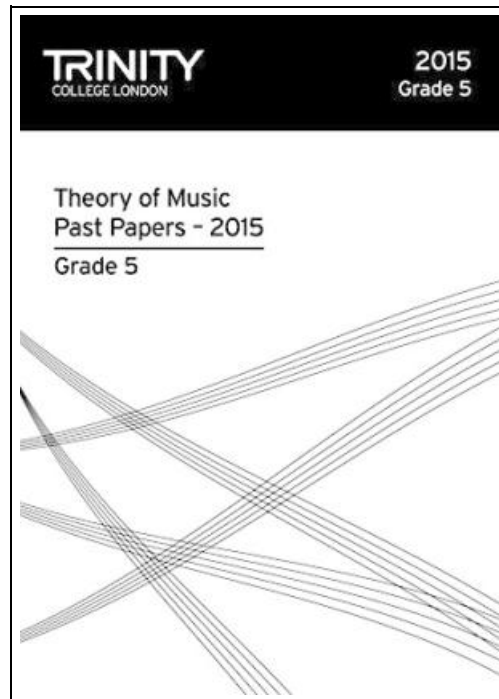 TRINITY
COLLEGE LONDON
2015
Grade 5
Theory of Music
Past Papers – 2015
Grade 5